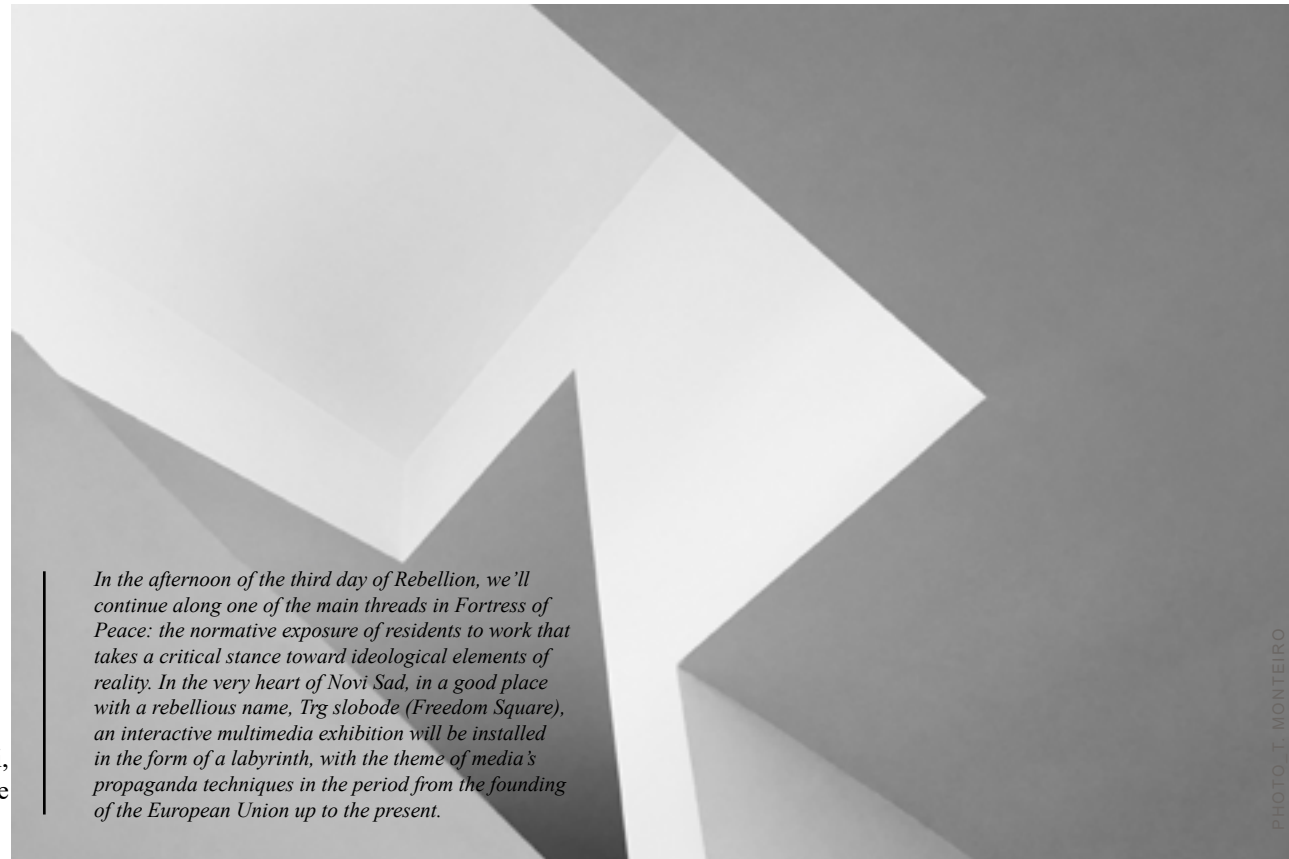 In the afternoon of the third day of Rebellion, we’ll
continue along one of the main threads in Fortress of
Peace: the normative exposure of residents to work that
takes a critical stance toward ideological elements of
reality. In the very heart of Novi Sad, in a good place
with a rebellious name, Trg slobode (Freedom Square),
an interactive multimedia exhibition will be installed
in the form of a labyrinth, with the theme of media’s
propaganda techniques in the period from the founding
of the European Union up to the present.
PHOTO T. MONTEIRO